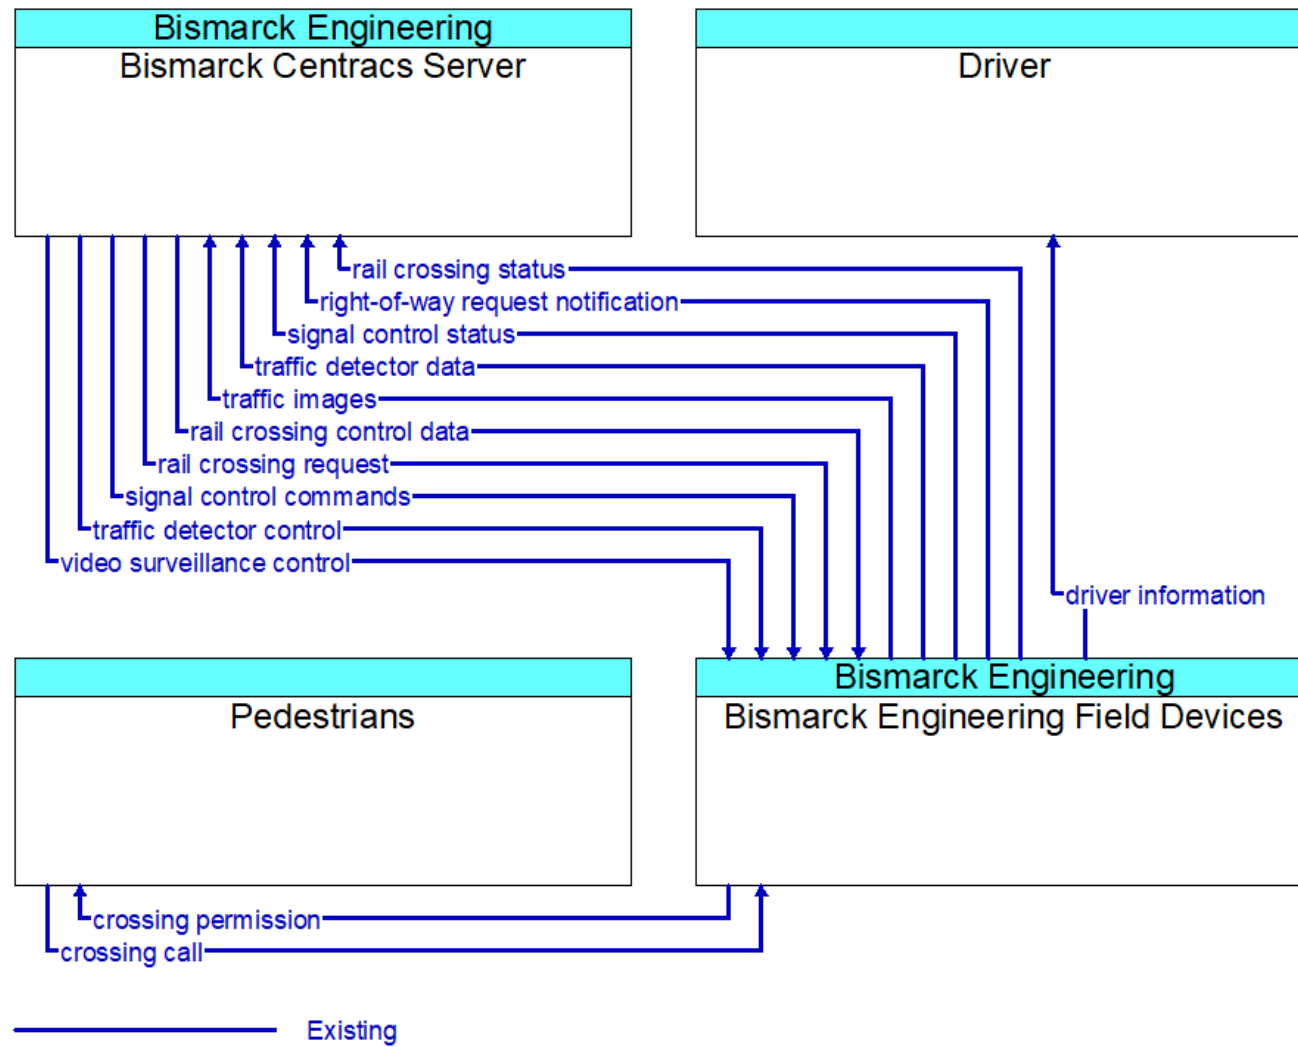 Bismarck Engineering
Bismarck Centracs Server
Driver
rail crossing status
right-of-way request notification
signal control status
traffic detector data
traffic images
rail crossing control data
rail crossing request
signal control commands
traffic detector control
video surveillance control
driver information
Pedestrians
Bismarck Engineering
Bismarck Engineering Field Devices
crossing permission
crossing call
Existing